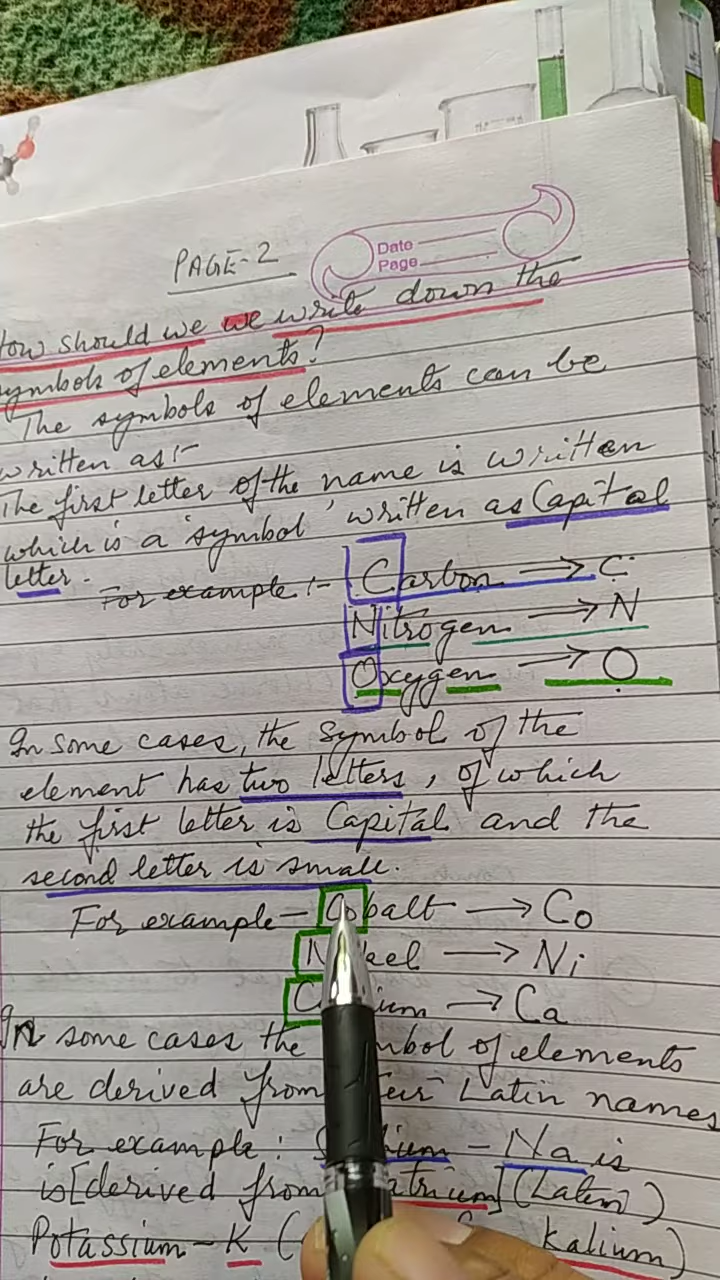 PAGE-2
Date
Page
How should we we write down the
symbols of elements?
The symbols of elements can be
written as:-
The first letter of the name is written
which is a 'symbol' written as Capital
letter.
For example :- Carbon → C
Nitrogen → N
Oxygen → O
In some cases, the symbol of the
element has two letters, of which
the first letter is Capital and the
second letter is small.
For example - Cobalt → Co
→ Ni
→ Ca
In some cases the of elements
are derived from Latin names
For example : - Na is
is [derived from ] (Latin)
Potassium - K ( Kalium)